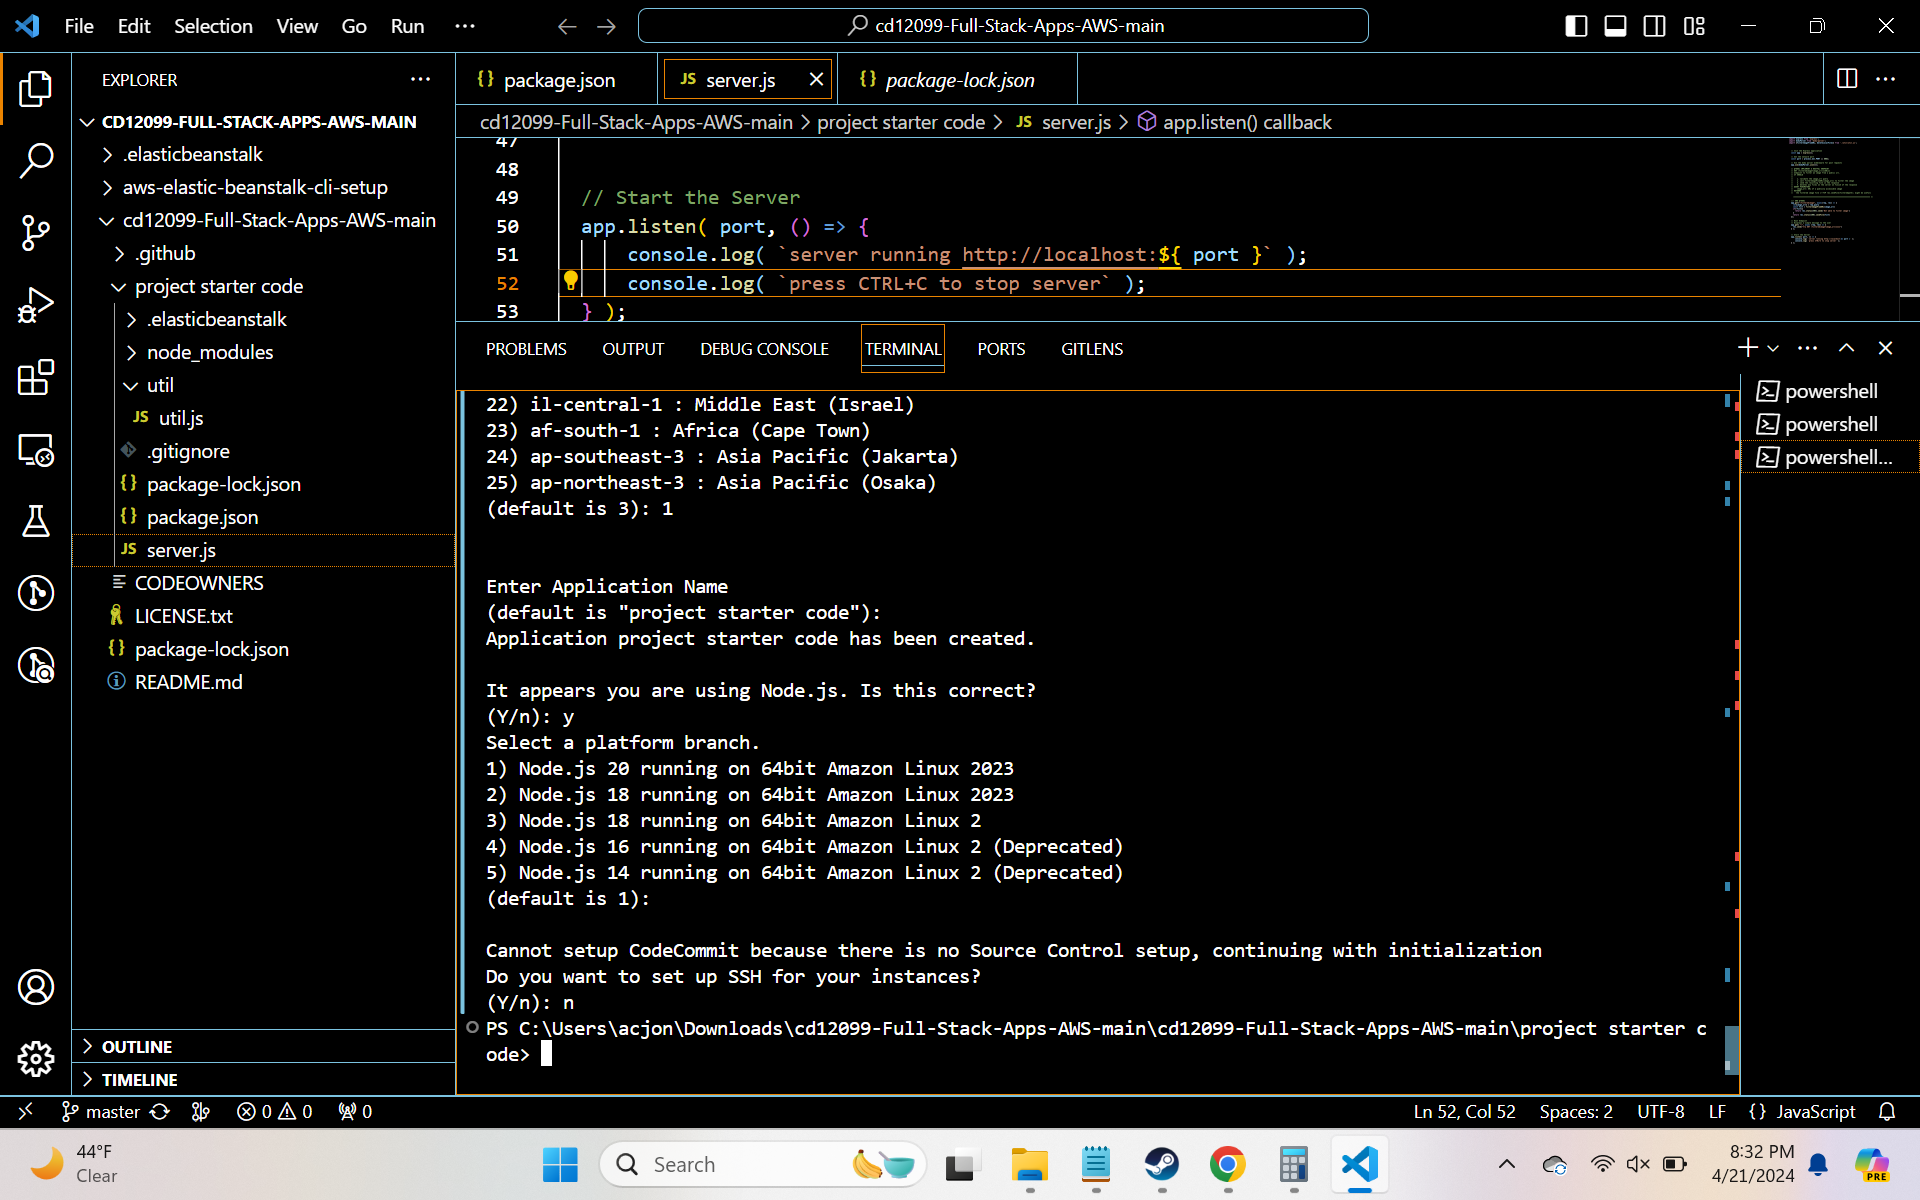 File Edit Selection View Go Run ···
cd12099-Full-Stack-Apps-AWS-main
EXPLORER
CD12099-FULL-STACK-APPS-AWS-MAIN
.elasticbeanstalk
aws-elastic-beanstalk-cli-setup
cd12099-Full-Stack-Apps-AWS-main
.github
project starter code
.elasticbeanstalk
node_modules
util
JS util.js
.gitignore
{} package-lock.json
{} package.json
JS server.js
CODEOWNERS
LICENSE.txt
{} package-lock.json
README.md
OUTLINE
TIMELINE
{} package.json
JS server.js
{} package-lock.json
cd12099-Full-Stack-Apps-AWS-main > project starter code > JS server.js > app.listen() callback
47
48
49 // Start the Server
50 app.listen( port, () => {
51 console.log( `server running http://localhost:${ port }` );
52 console.log( `press CTRL+C to stop server` );
53 } );
PROBLEMS OUTPUT DEBUG CONSOLE TERMINAL PORTS GITLENS
22) il-central-1 : Middle East (Israel)
23) af-south-1 : Africa (Cape Town)
24) ap-southeast-3 : Asia Pacific (Jakarta)
25) ap-northeast-3 : Asia Pacific (Osaka)
(default is 3): 1
Enter Application Name
(default is "project starter code"):
Application project starter code has been created.
It appears you are using Node.js. Is this correct?
(Y/n): y
Select a platform branch.
1) Node.js 20 running on 64bit Amazon Linux 2023
2) Node.js 18 running on 64bit Amazon Linux 2023
3) Node.js 18 running on 64bit Amazon Linux 2
4) Node.js 16 running on 64bit Amazon Linux 2 (Deprecated)
5) Node.js 14 running on 64bit Amazon Linux 2 (Deprecated)
(default is 1):
Cannot setup CodeCommit because there is no Source Control setup, continuing with initialization
Do you want to set up SSH for your instances?
(Y/n): n
PS C:\Users\acjon\Downloads\cd12099-Full-Stack-Apps-AWS-main\cd12099-Full-Stack-Apps-AWS-main\project starter c
ode>
powershell
powershell
powershell...
master 0 0 0
Ln 52, Col 52 Spaces: 2 UTF-8 LF {} JavaScript
44°F
Clear
Search
8:32 PM
4/21/2024
PRE